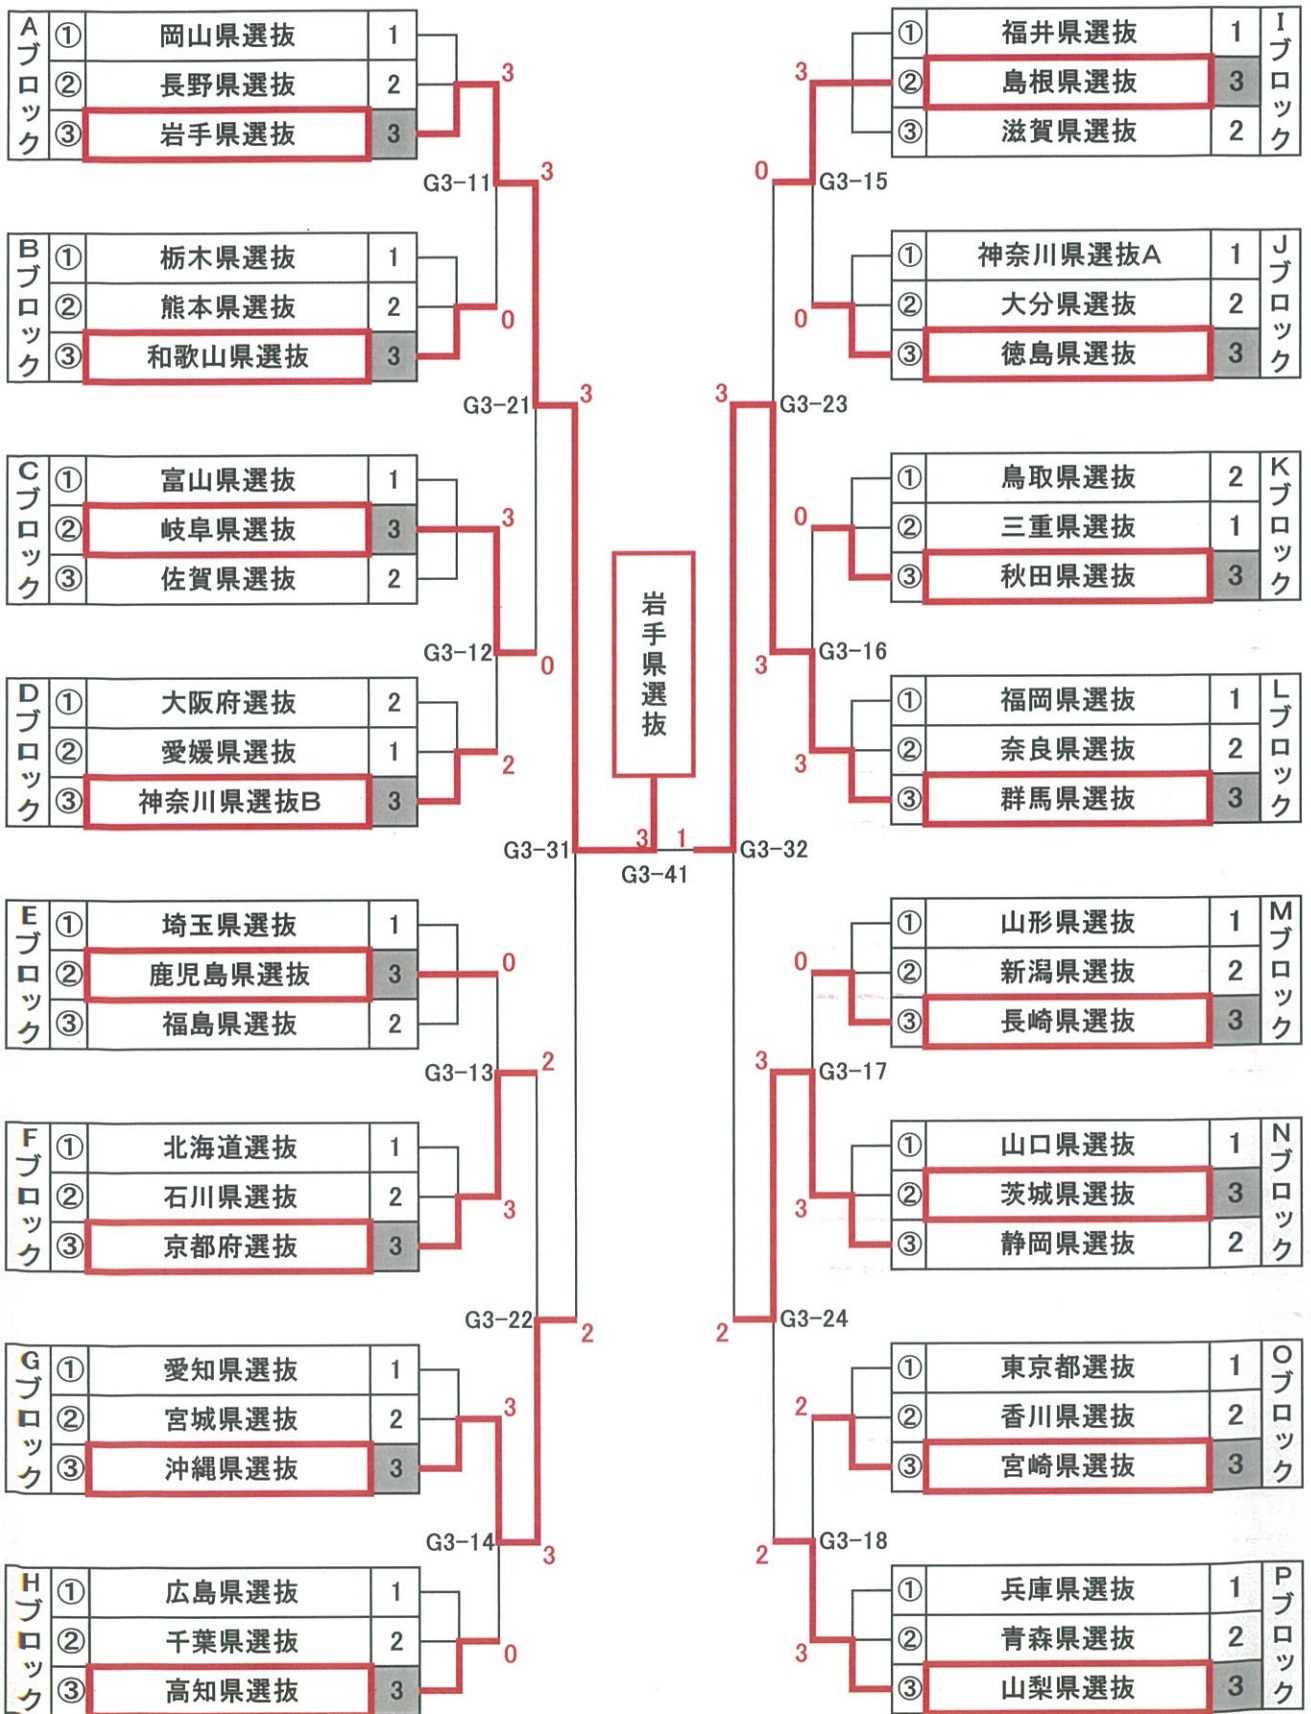 Aブロック
① 岡山県選抜 1
② 長野県選抜 2
③ 岩手県選抜 3
3
G3-11
3
Bブロック
① 栃木県選抜 1
② 熊本県選抜 2
③ 和歌山県選抜 3
0
G3-21
3
Cブロック
① 富山県選抜 1
② 岐阜県選抜 3
③ 佐賀県選抜 2
3
G3-12
0
Dブロック
① 大阪府選抜 2
② 愛媛県選抜 1
③ 神奈川県選抜B 3
2
G3-31
Eブロック
① 埼玉県選抜 1
② 鹿児島県選抜 3
③ 福島県選抜 2
0
G3-13
2
Fブロック
① 北海道選抜 1
② 石川県選抜 2
③ 京都府選抜 3
3
G3-22
2
Gブロック
① 愛知県選抜 1
② 宮城県選抜 2
③ 沖縄県選抜 3
3
G3-14
3
Hブロック
① 広島県選抜 1
② 千葉県選抜 2
③ 高知県選抜 3
0
岩手県選抜
3 1
G3-41
① 福井県選抜 1
② 島根県選抜 3
③ 滋賀県選抜 2
Iブロック
3
0
G3-15
① 神奈川県選抜A 1
② 大分県選抜 2
③ 徳島県選抜 3
Jブロック
0
3
G3-23
① 鳥取県選抜 2
② 三重県選抜 1
③ 秋田県選抜 3
Kブロック
0
3
G3-16
① 福岡県選抜 1
② 奈良県選抜 2
③ 群馬県選抜 3
Lブロック
3
G3-32
① 山形県選抜 1
② 新潟県選抜 2
③ 長崎県選抜 3
Mブロック
0
3
G3-17
① 山口県選抜 1
② 茨城県選抜 3
③ 静岡県選抜 2
Nブロック
3
2
G3-24
① 東京都選抜 1
② 香川県選抜 2
③ 宮崎県選抜 3
Oブロック
2
2
G3-18
① 兵庫県選抜 1
② 青森県選抜 2
③ 山梨県選抜 3
Pブロック
3